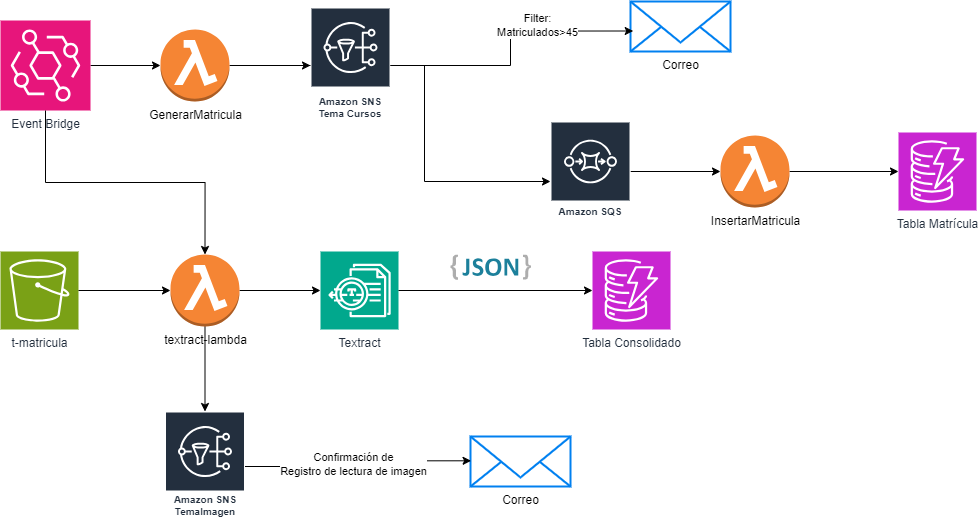 Filter:
Matriculados>45
Correo
Event Bridge
GenerarMatricula
Amazon SNS
Tema Cursos
Amazon SQS
InsertarMatricula
Tabla Matrícula
{JSON}
t-matricula
textract-lambda
Textract
Tabla Consolidado
Confirmación de
Registro de lectura de imagen
Amazon SNS
TemaImagen
Correo